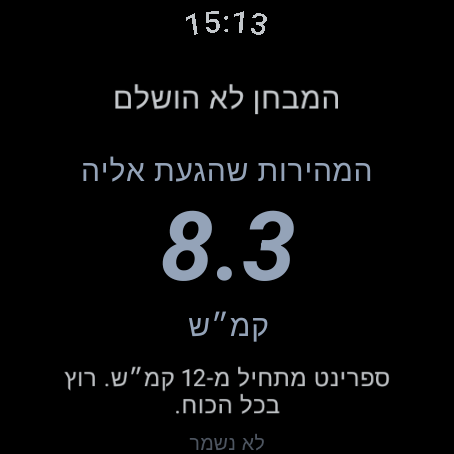 15:13
המבחן לא הושלם
המהירות שהגעת אליה
8.3
קמ״ש
ספרינט מתחיל מ-12 קמ״ש. רוץ
בכל הכוח.
לא נשמר